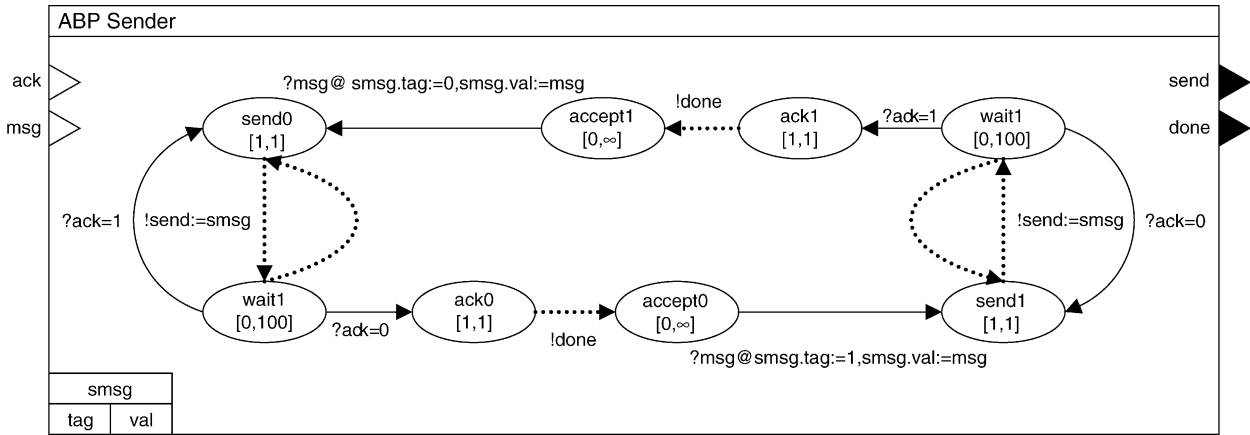 ABP Sender
ack
msg
send
done
?msg@ smsg.tag:=0,smsg.val:=msg
send0
[1,1]
accept1
[0,∞]
!done
ack1
[1,1]
?ack=1
wait1
[0,100]
?ack=1
!send:=smsg
!send:=smsg
?ack=0
wait1
[0,100]
?ack=0
ack0
[1,1]
!done
accept0
[0,∞]
send1
[1,1]
?msg@smsg.tag:=1,smsg.val:=msg
smsg
tag
val